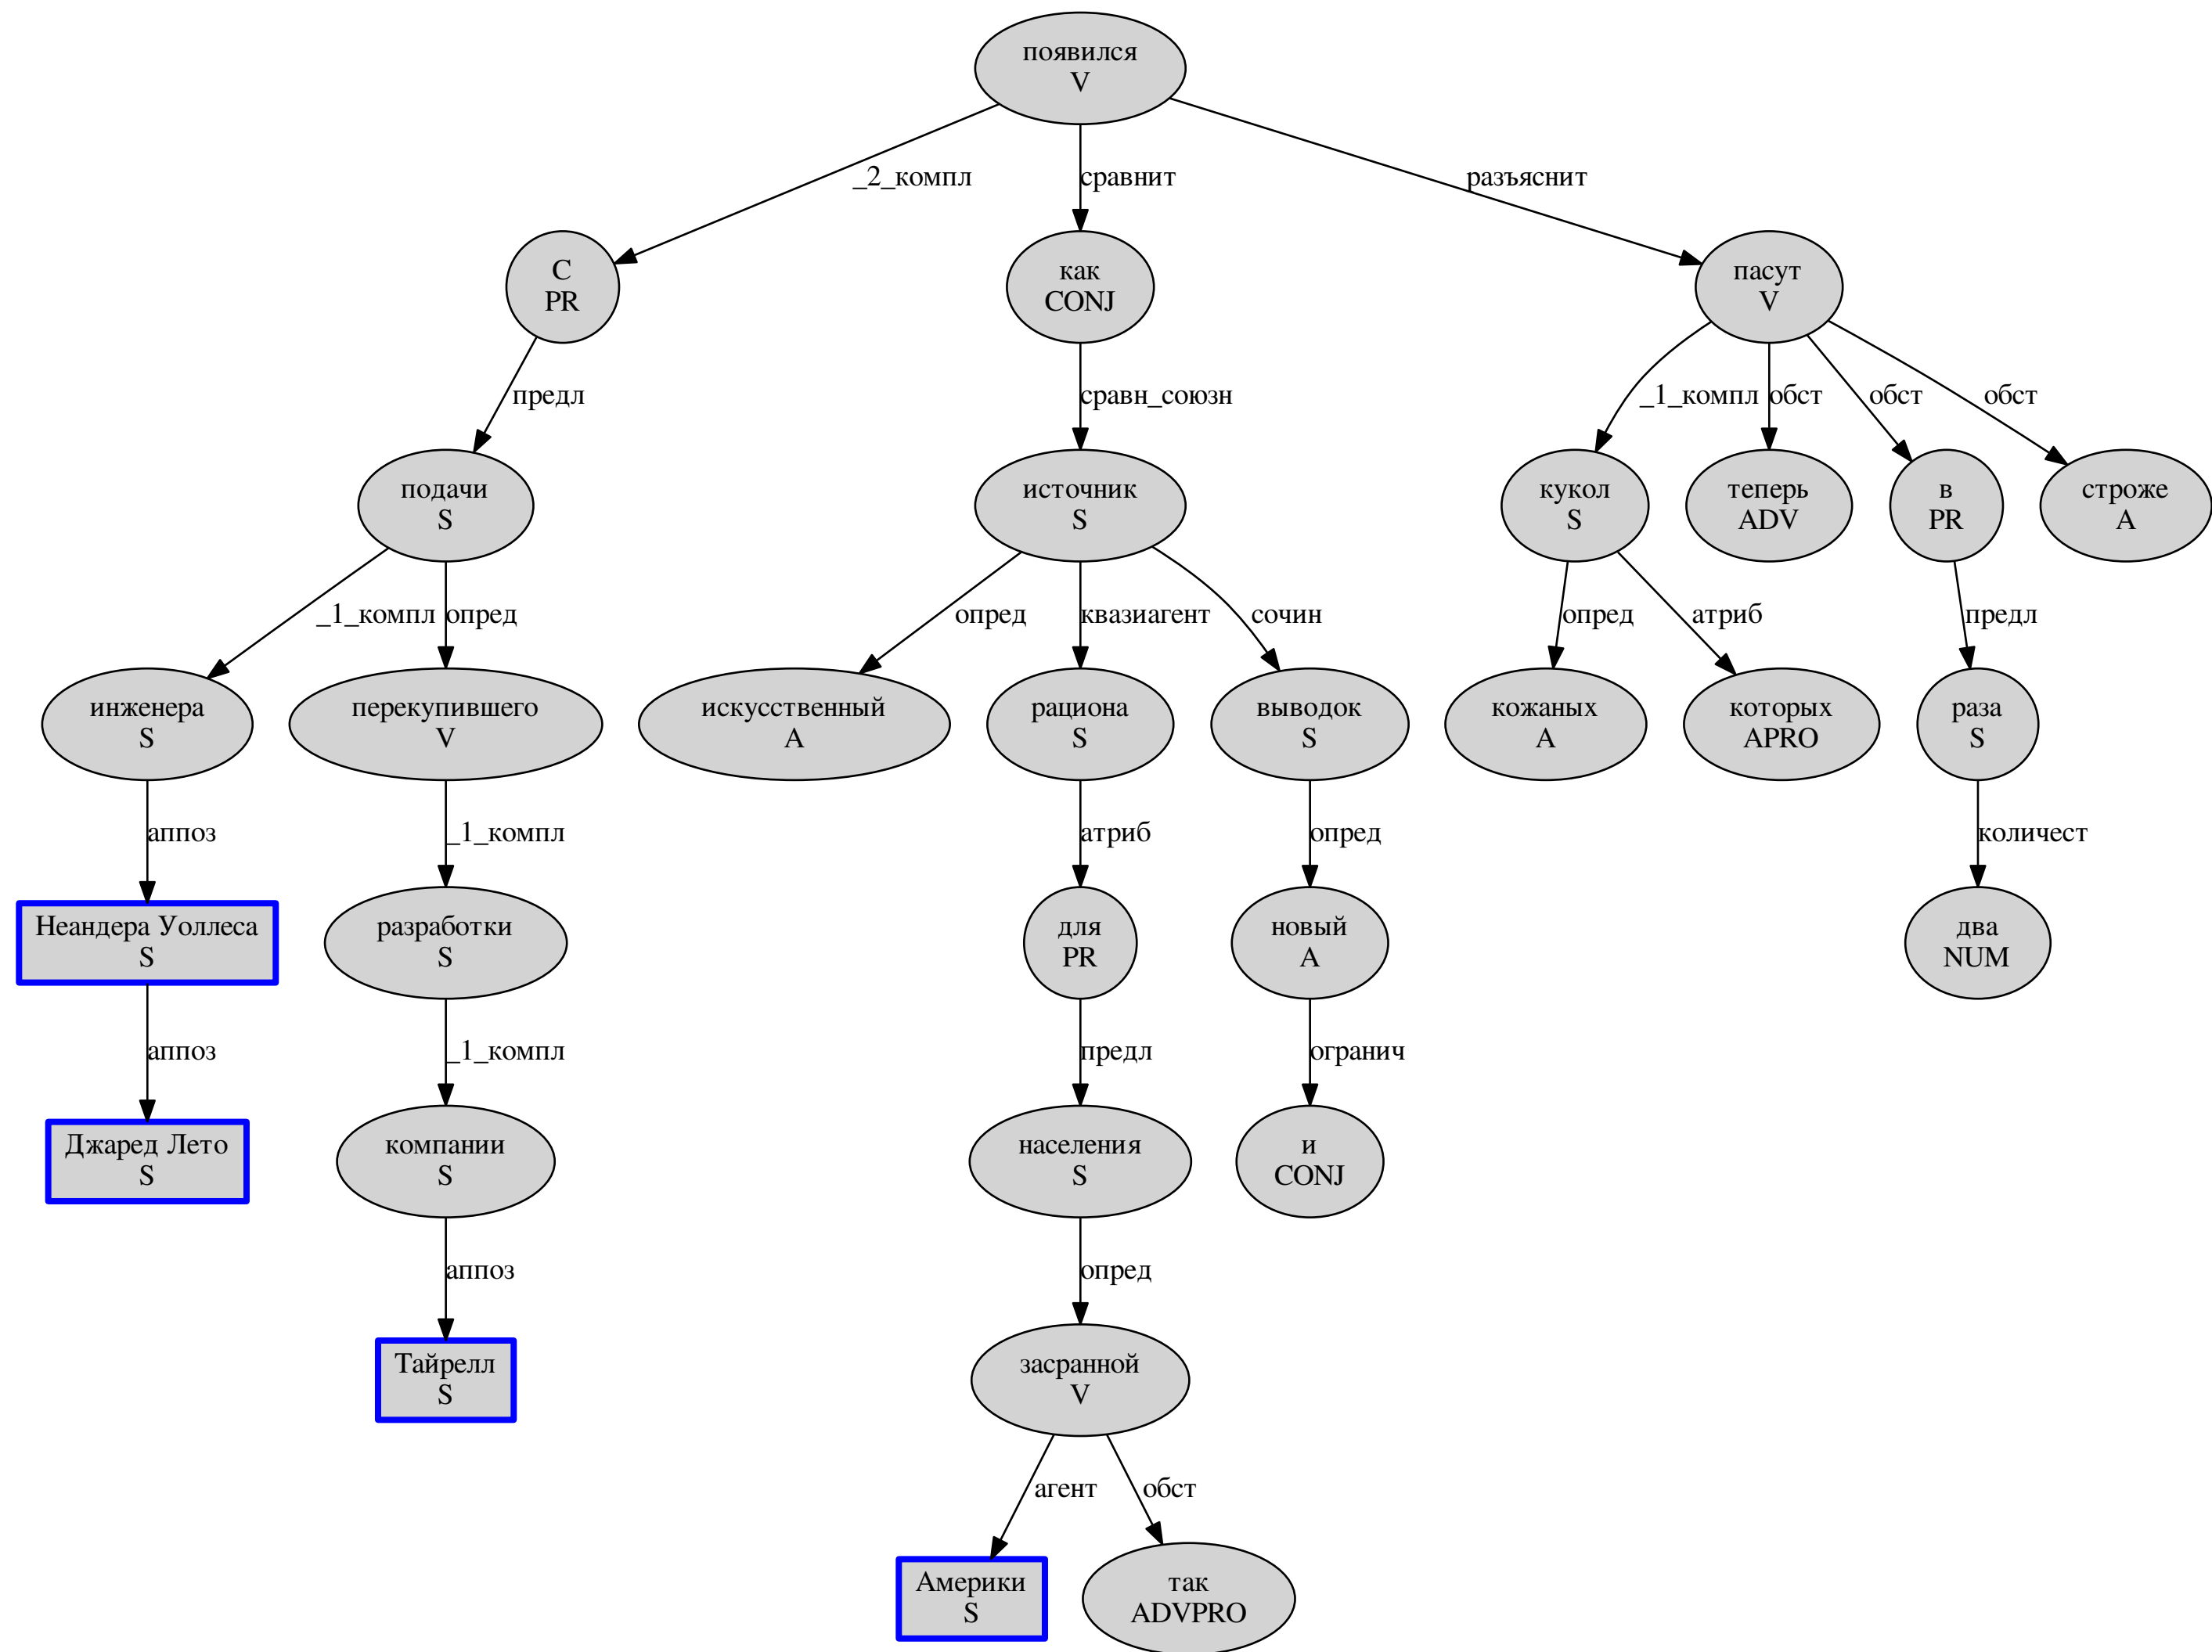 появился
V
_2_компл
сравнит
разъяснит
С
PR
как
CONJ
пасут
V
предл
сравн_союзн
_1_компл
обст
обст
обст
подачи
S
источник
S
кукол
S
теперь
ADV
в
PR
строже
A
_1_компл
опред
опред
квазиагент
сочин
опред
атриб
предл
инженера
S
перекупившего
V
искусственный
A
рациона
S
выводок
S
кожаных
A
которых
APRO
раза
S
аппоз
_1_компл
атриб
опред
количест
Неандера Уоллеса
S
разработки
S
для
PR
новый
A
два
NUM
аппоз
_1_компл
предл
огранич
Джаред Лето
S
компании
S
населения
S
и
CONJ
аппоз
опред
Тайрелл
S
засранной
V
агент
обст
Америки
S
так
ADVPRO